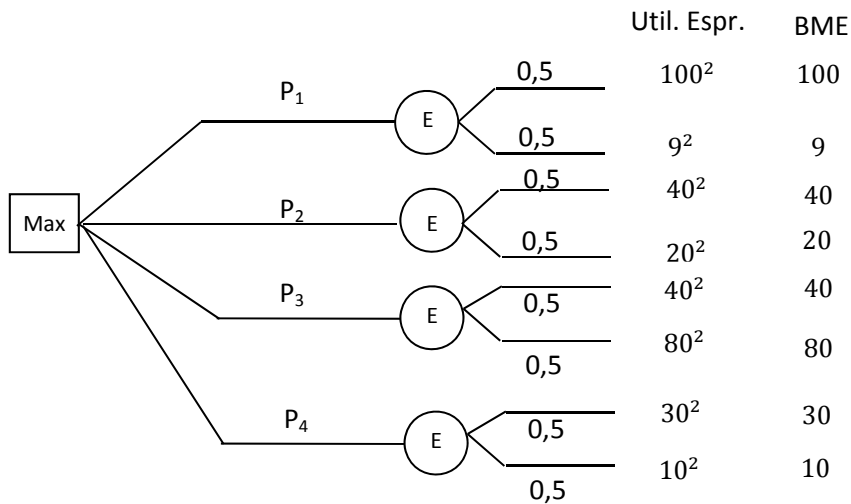 Util. Espr. BME
0,5 100² 100
P₁
E
0,5 9² 9
0,5 40² 40
P₂
Max E
0,5 20² 20
40² 40
P₃ 0,5
E
80² 80
0,5
30² 30
P₄ 0,5
E
10² 10
0,5